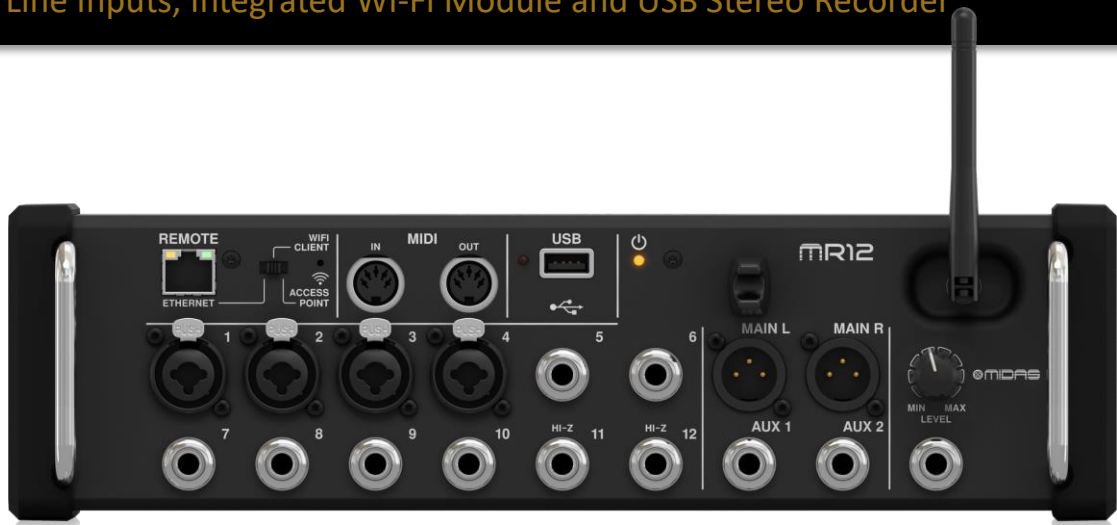 Line Inputs, Integrated Wi-Fi Module and USB Stereo Recorder
REMOTE
WIFI
CLIENT
ETHERNET
ACCESS
POINT
MIDI
IN
OUT
USB
MR12
PUSH
1
PUSH
2
PUSH
3
PUSH
4
5
6
MAIN L
MAIN R
MIDAS
MIN
MAX
LEVEL
7
8
9
10
HI-Z
11
HI-Z
12
AUX 1
AUX 2